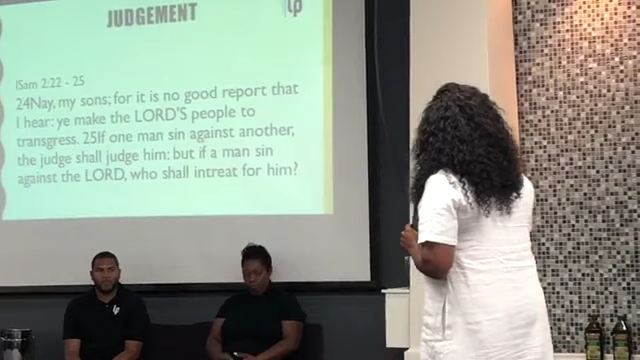 JUDGEMENT
lp
1Sam 2:22 - 25
24Nay, my sons; for it is no good report that
I hear: ye make the LORD'S people to
transgress. 25If one man sin against another,
the judge shall judge him: but if a man sin
against the LORD, who shall intreat for him?
LP